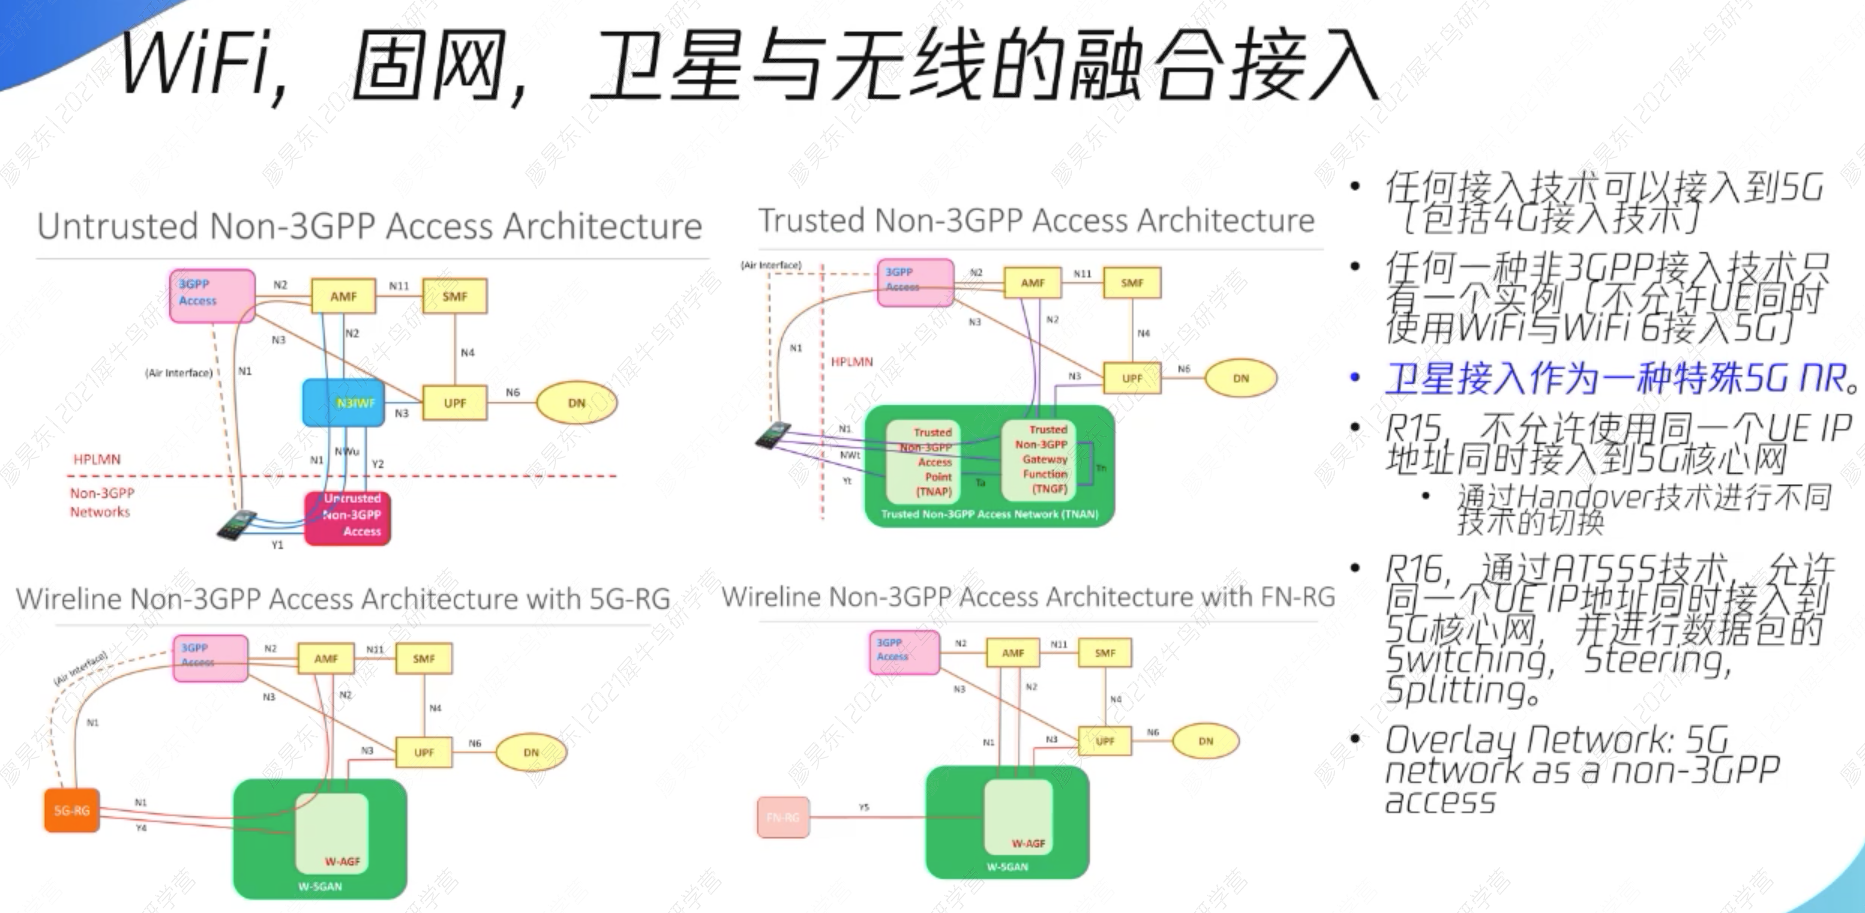 WiFi，固网，卫星与无线的融合接入
Untrusted Non-3GPP Access Architecture
3GPP
Access
N2
AMF
N11
SMF
N3
N2
N4
(Air Interface)
N1
N3IWF
N3
UPF
N6
DN
HPLMN
N1
NWu
Y2
Non-3GPP
Networks
Untrusted
Non-3GPP
Access
Y1
Trusted Non-3GPP Access Architecture
(Air Interface)
3GPP
Access
N2
AMF
N11
SMF
N3
N2
N4
N1
HPLMN
N3
UPF
N6
DN
N1
NWt
Yt
Trusted
Non-3GPP
Access
Point
(TNAP)
Ta
Trusted
Non-3GPP
Gateway
Function
(TNGF)
Tn
Trusted Non-3GPP Access Network (TNAN)
Wireline Non-3GPP Access Architecture with 5G-RG
(Air Interface)
3GPP
Access
N2
AMF
N11
SMF
N3
N2
N4
N1
N3
UPF
N6
DN
5G-RG
N1
Y4
W-AGF
W-5GAN
Wireline Non-3GPP Access Architecture with FN-RG
3GPP
Access
N2
AMF
N11
SMF
N3
N2
N4
N1
N3
UPF
N6
DN
FN-RG
Y5
W-AGF
W-5GAN
• 任何接入技术可以接入到5G
（包括4G接入技术）
• 任何一种非3GPP接入技术只
有一个实例（不允许UE同时
使用WiFi与WiFi 6接入5G）
• 卫星接入作为一种特殊5G NR。
• R15，不允许使用同一个UE IP
地址同时接入到5G核心网
• 通过Handover技术进行不同
技术的切换
• R16，通过ATSSS技术，允许
同一个UE IP地址同时接入到
5G核心网，并进行数据包的
Switching，Steering，
Splitting。
• Overlay Network: 5G
network as a non-3GPP
access
廖昊东|2021犀牛鸟研学营